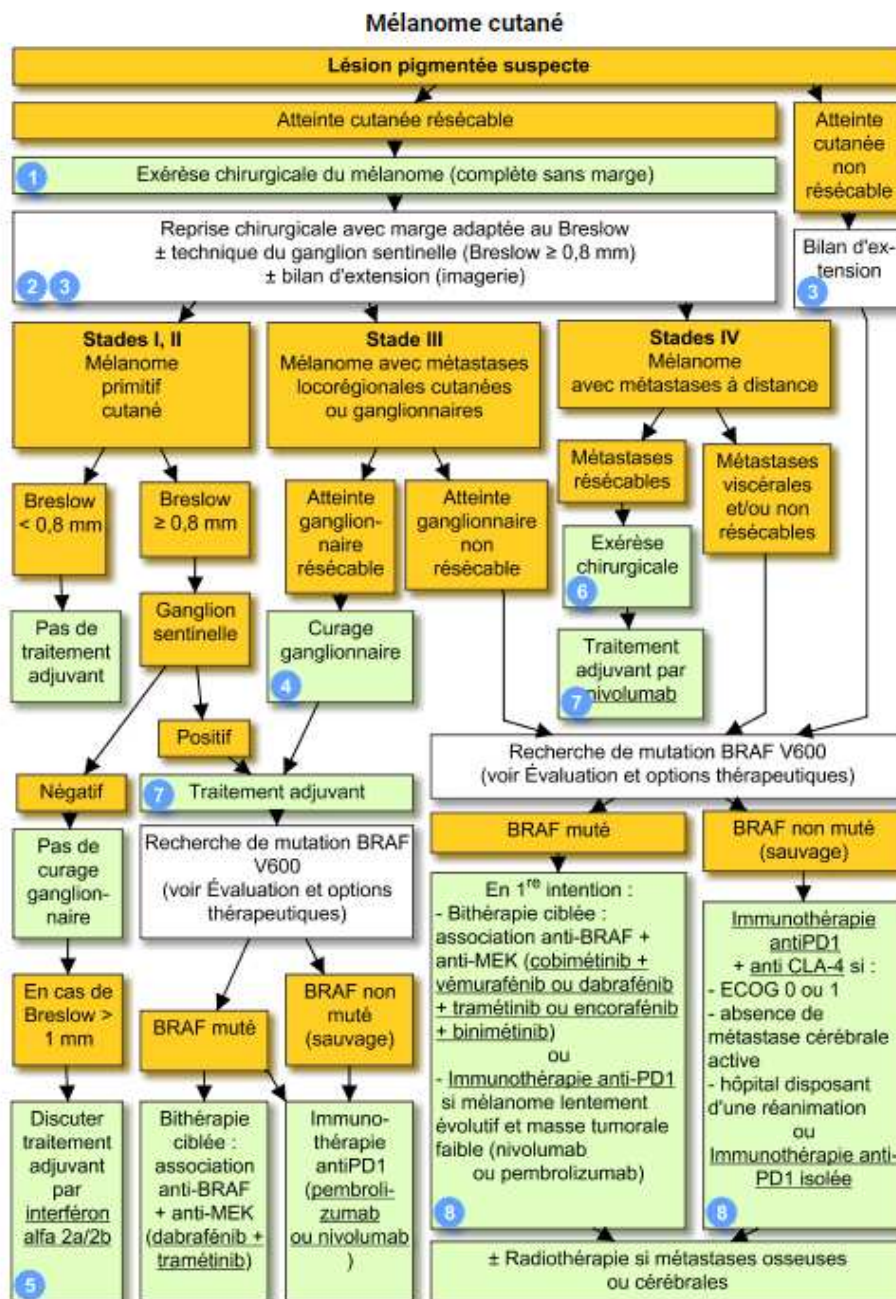 Mélanome cutané
Lésion pigmentée suspecte
Atteinte cutanée résécable
Atteinte
cutanée
non
résécable
1
Exérèse chirurgicale du mélanome (complète sans marge)
Reprise chirurgicale avec marge adaptée au Breslow
± technique du ganglion sentinelle (Breslow ≥ 0,8 mm)
± bilan d'extension (imagerie)
2 3
Bilan d'ex-
tension
3
Stades I, II
Mélanome
primitif
cutané
Stade III
Mélanome avec métastases
locorégionales cutanées
ou ganglionnaires
Stades IV
Mélanome
avec métastases à distance
Breslow
< 0,8 mm
Breslow
≥ 0,8 mm
Atteinte
ganglion-
naire
résécable
Atteinte
ganglionnaire
non
résécable
Métastases
résécables
Métastases
viscérales
et/ou non
résécables
Exérèse
chirurgicale
6
Pas de
traitement
adjuvant
Ganglion
sentinelle
Curage
ganglionnaire
4
Traitement
adjuvant par
nivolumab
7
Positif
Négatif
7
Traitement adjuvant
Recherche de mutation BRAF V600
(voir Évaluation et options thérapeutiques)
Pas de
curage
ganglion-
naire
Recherche de mutation BRAF
V600
(voir Évaluation et options
thérapeutiques)
BRAF muté
BRAF non muté
(sauvage)
En cas de
Breslow >
1 mm
BRAF muté
BRAF non
muté
(sauvage)
En 1re intention :
- Bithérapie ciblée :
association anti-BRAF +
anti-MEK (cobimétinib +
vémurafénib ou dabrafénib
+ tramétinib ou encorafénib
+ binimétinib)
ou
- Immunothérapie anti-PD1
si mélanome lentement
évolutif et masse tumorale
faible (nivolumab
ou pembrolizumab)
8
Immunothérapie
antiPD1
+ anti CLA-4 si :
- ECOG 0 ou 1
- absence de
métastase cérébrale
active
- hôpital disposant
d'une réanimation
ou
Immunothérapie anti-
PD1 isolée
8
Discuter
traitement
adjuvant
par
interféron
alfa 2a/2b
5
Bithérapie
ciblée :
association
anti-BRAF
+ anti-MEK
(dabrafénib +
tramétinib)
Immuno-
thérapie
antiPD1
(pembroli-
zumab
ou nivolumab
)
± Radiothérapie si métastases osseuses
ou cérébrales